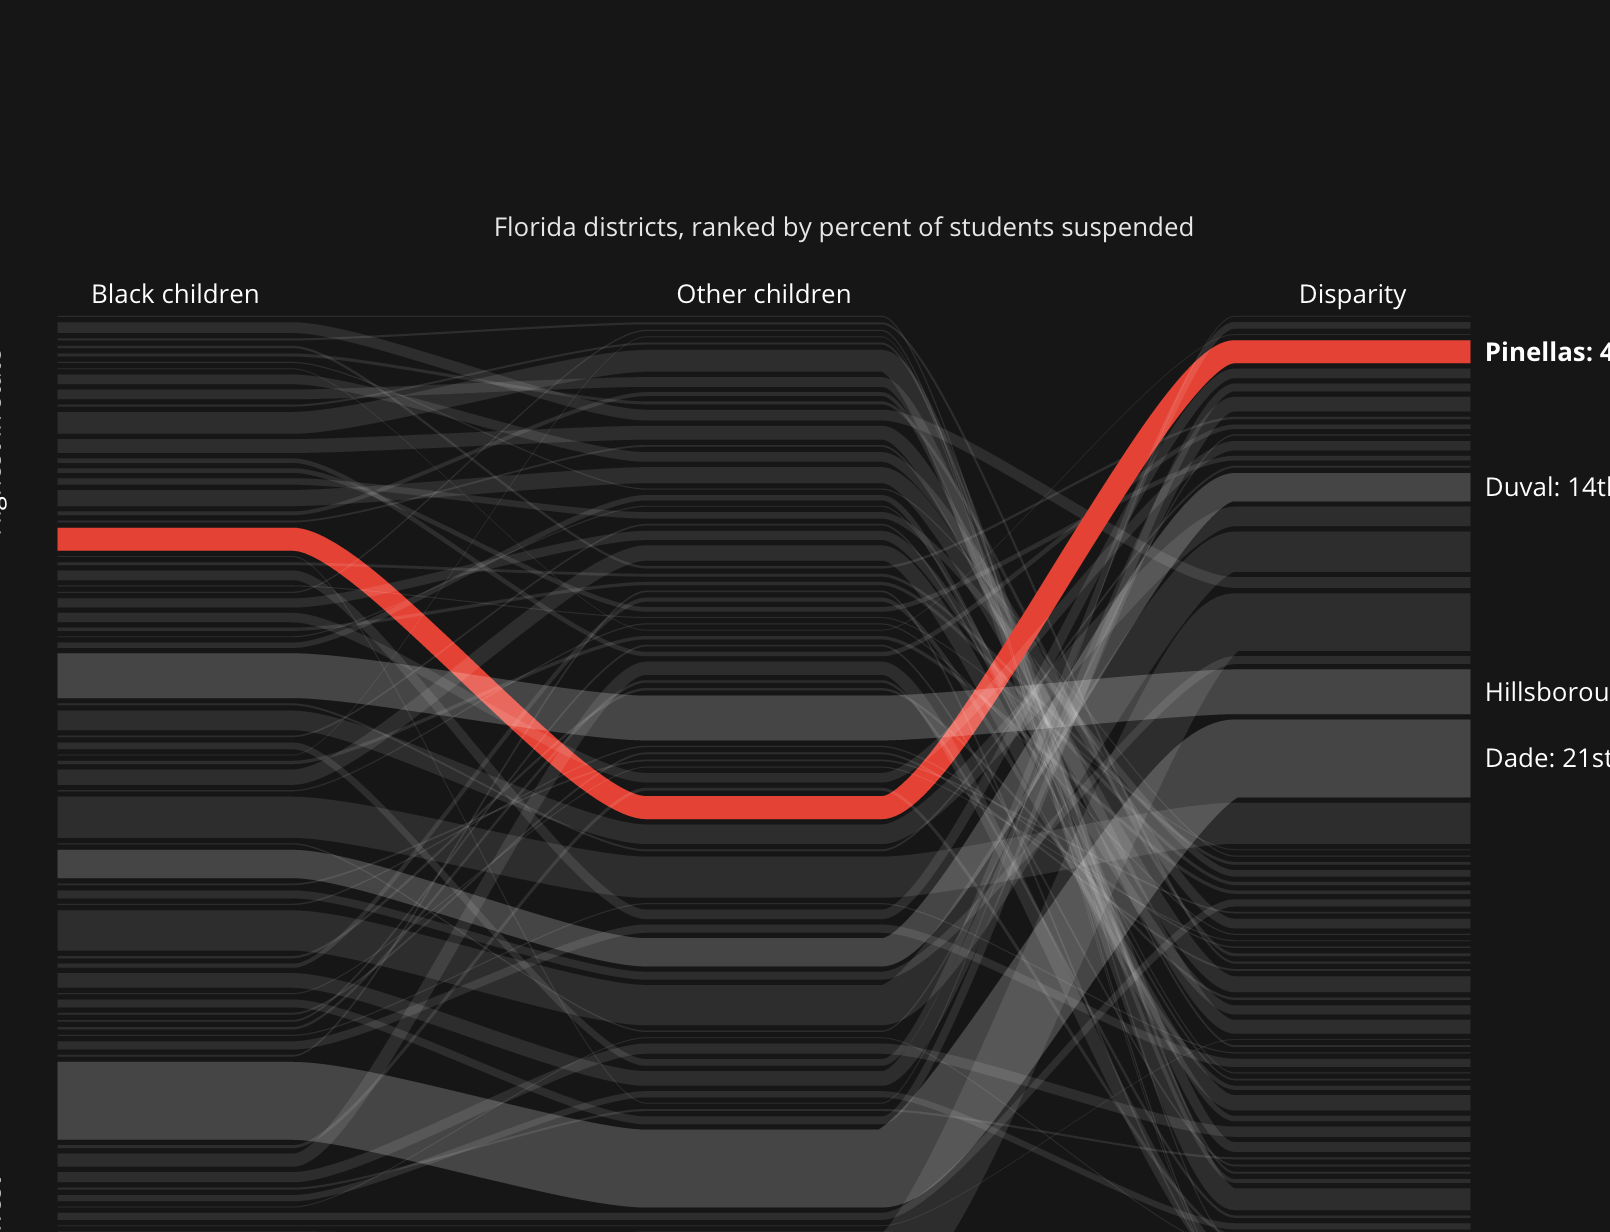 Florida districts, ranked by percent of students suspended
Black children Other children Disparity
Pinellas: 4
Duval: 14th
Hillsborou
Dade: 21st